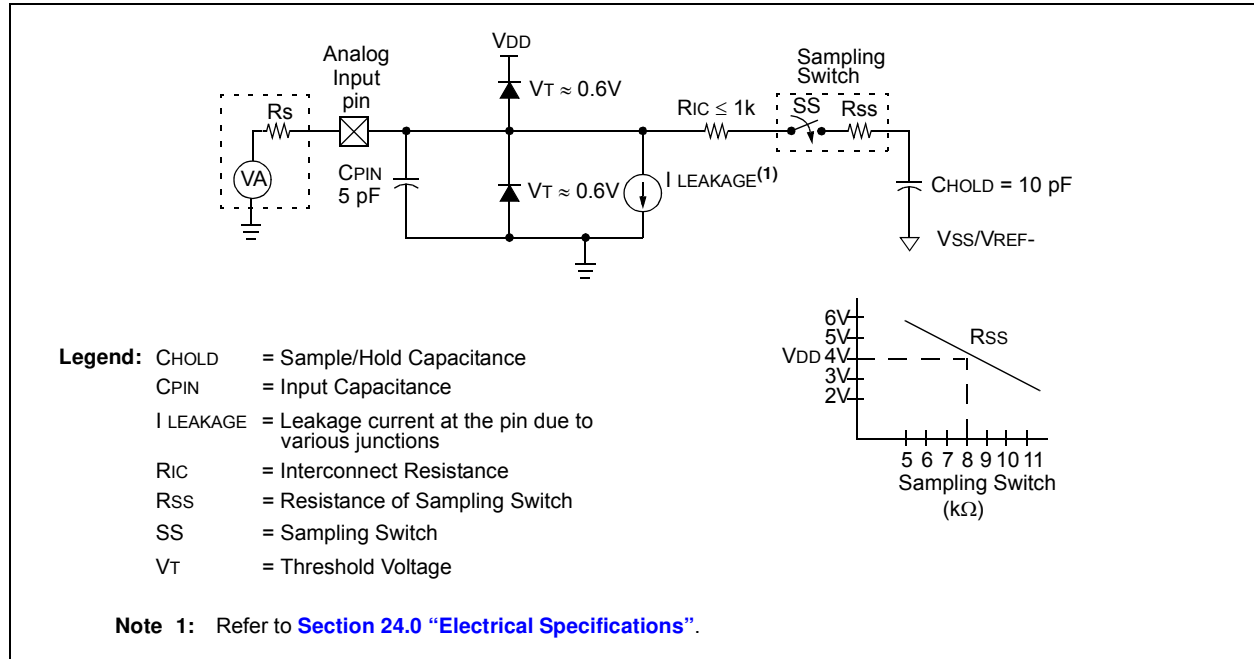 VDD
Analog
Input
pin
Sampling
Switch
VT ≈ 0.6V
RIC ≤ 1k
SS
RSS
RS
VA
CPIN
5 pF
VT ≈ 0.6V
I LEAKAGE(1)
CHOLD = 10 pF
VSS/VREF-
6V
5V
VDD 4V
3V
2V
RSS
5 6 7 8 9 10 11
Sampling Switch
(kΩ)
Legend: CHOLD = Sample/Hold Capacitance
CPIN = Input Capacitance
I LEAKAGE = Leakage current at the pin due to
various junctions
RIC = Interconnect Resistance
RSS = Resistance of Sampling Switch
SS = Sampling Switch
VT = Threshold Voltage
Note 1: Refer to Section 24.0 “Electrical Specifications”.